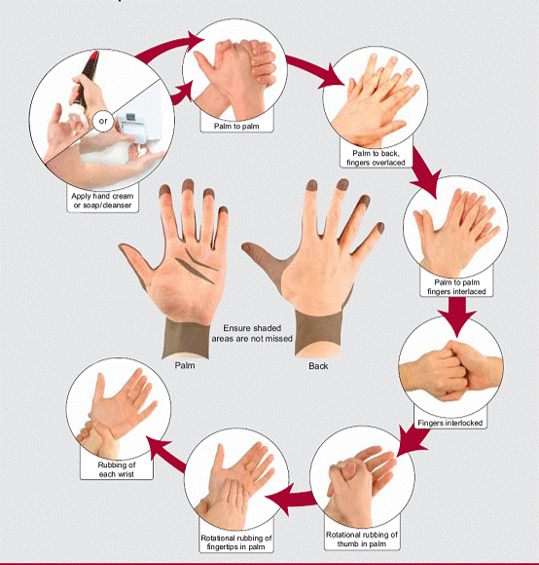 or
Apply hand cream
or soap/cleanser
Palm to palm
Palm to back,
fingers overlaced
Palm to palm
fingers interlaced
Fingers interlocked
Rotational rubbing of
thumb in palm
Rotational rubbing of
fingertips in palm
Rubbing of
each wrist
Ensure shaded
areas are not missed
Palm
Back